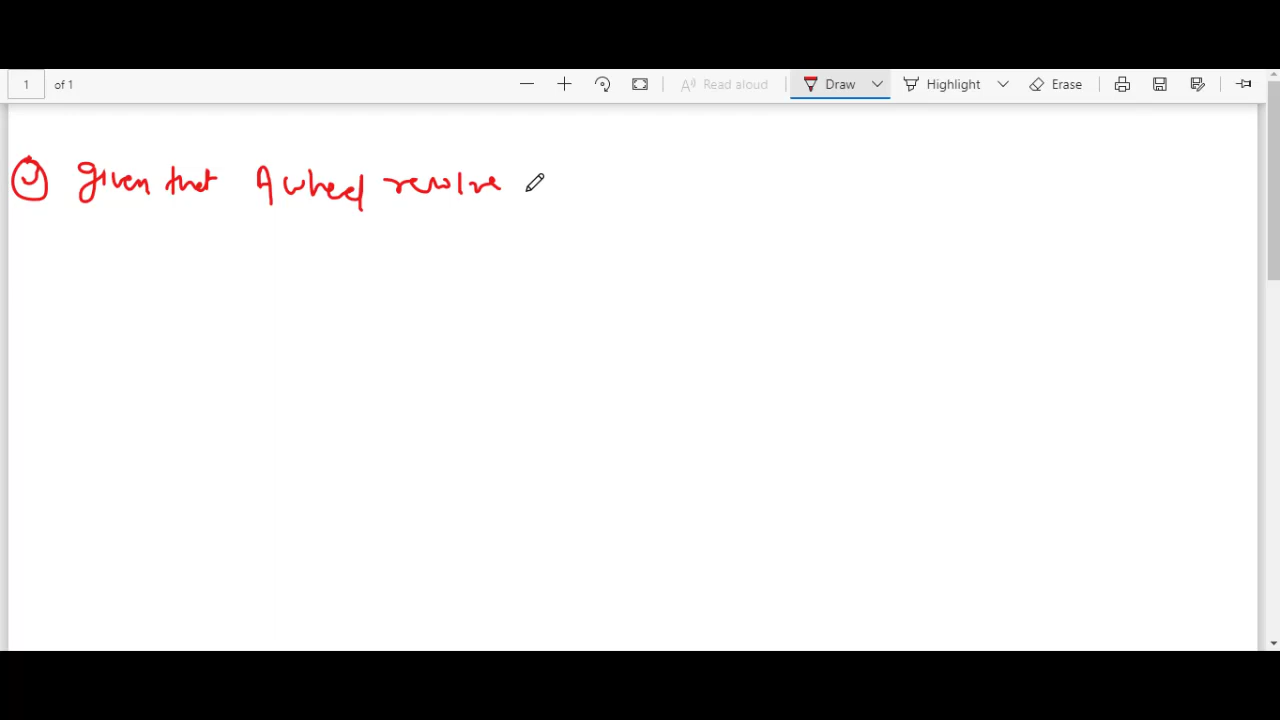 1 of 1 Read aloud Draw Highlight Erase
Given that A wheel revolve